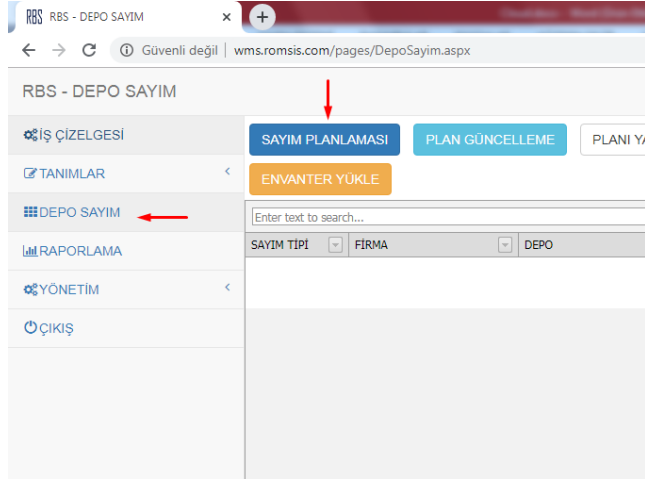 RBS - DEPO SAYIM
Güvenli değil | wms.romsis.com/pages/DepoSayim.aspx
RBS - DEPO SAYIM
İŞ ÇİZELGESİ
TANIMLAR
DEPO SAYIM
RAPORLAMA
YÖNETİM
ÇIKIŞ
SAYIM PLANLAMASI PLAN GÜNCELLEME PLANI YA
ENVANTER YÜKLE
Enter text to search...
SAYIM TİPİ FİRMA DEPO